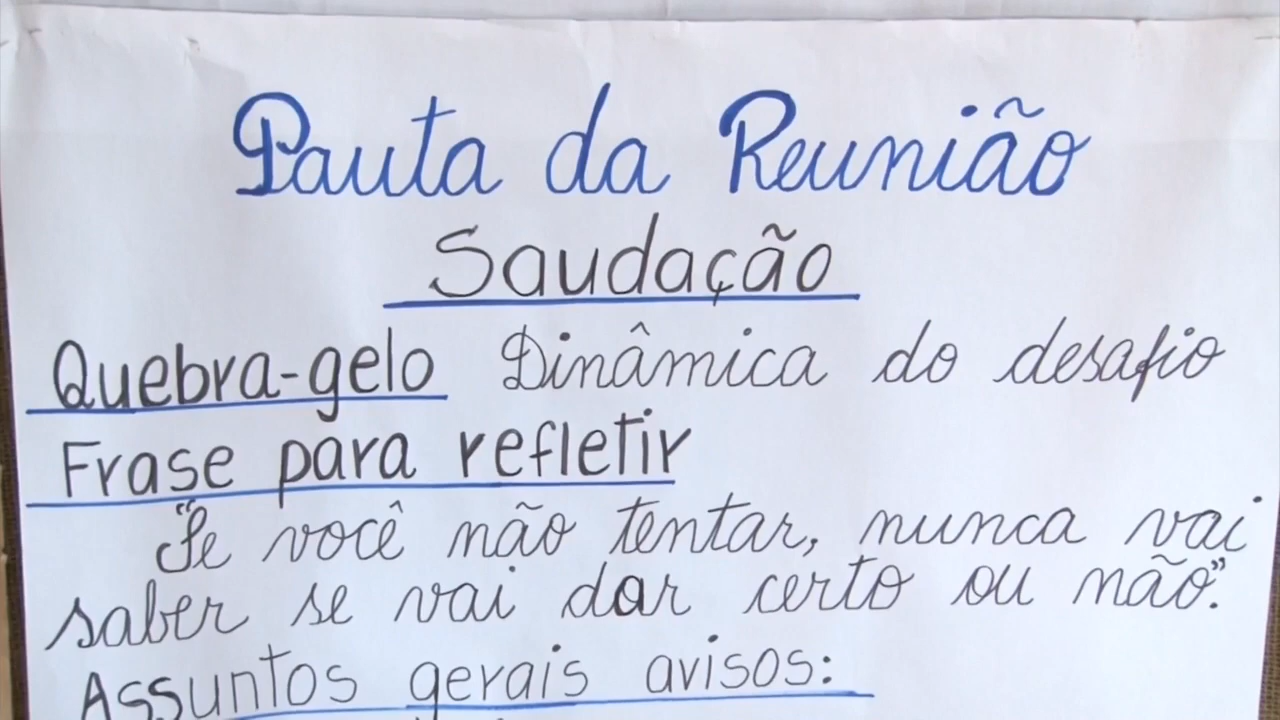 Pauta da Reunião
Saudação
Quebra-gelo Dinâmica do desafio
Frase para refletir
"Se você não tentar, nunca vai
saber se vai dar certo ou não".
Assuntos gerais avisos: